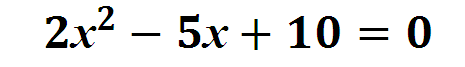 2x² − 5x + 10 = 0